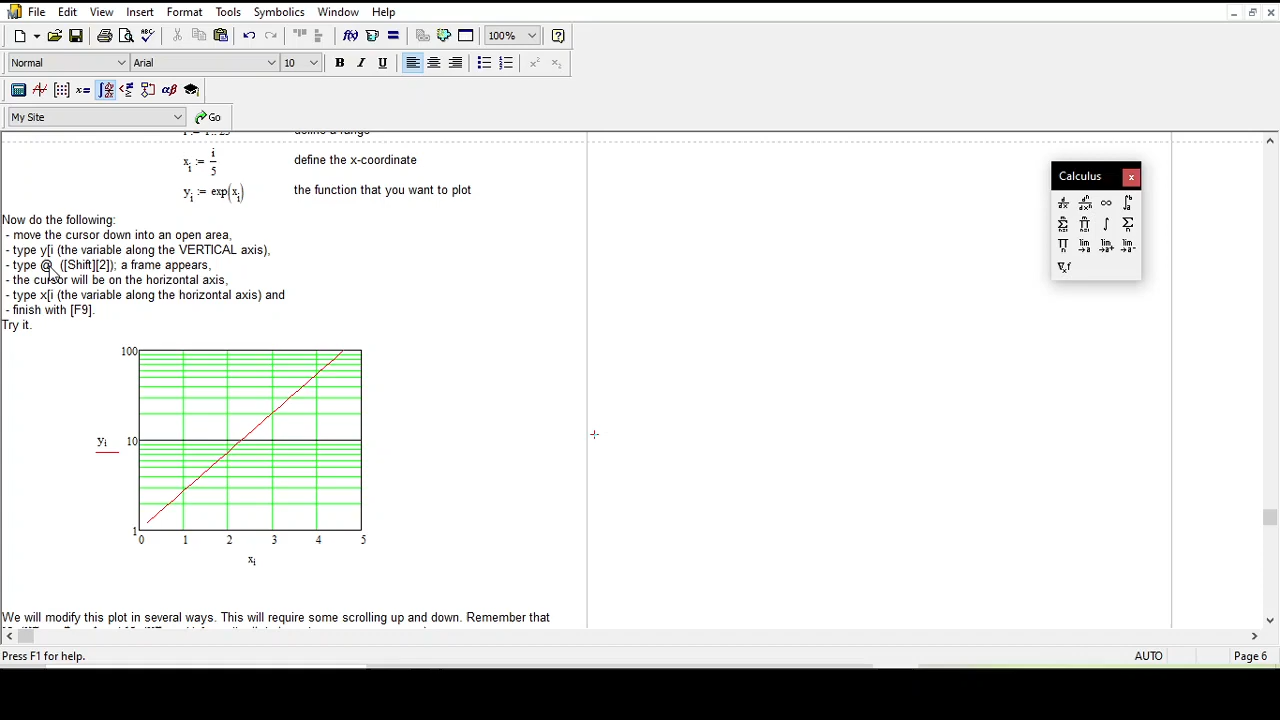 File Edit View Insert Format Tools Symbolics Window Help
100%
Normal Arial 10 B I U
My Site Go
define a range
x i := i 5 define the x-coordinate
y i := exp(x i) the function that you want to plot
Now do the following:
- move the cursor down into an open area,
- type y[i (the variable along the VERTICAL axis),
- type @ ([Shift][2]); a frame appears,
- the cursor will be on the horizontal axis,
- type x[i (the variable along the horizontal axis) and
- finish with [F9].
Try it.
100
y i 10
1
0 1 2 3 4 5
x i
We will modify this plot in several ways. This will require some scrolling up and down. Remember that
Calculus
Press F1 for help. AUTO Page 6